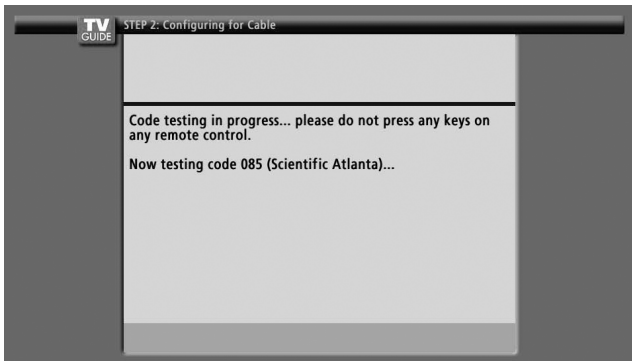 TV
GUIDE
STEP 2: Configuring for Cable
Code testing in progress... please do not press any keys on
any remote control.
Now testing code 085 (Scientific Atlanta)...